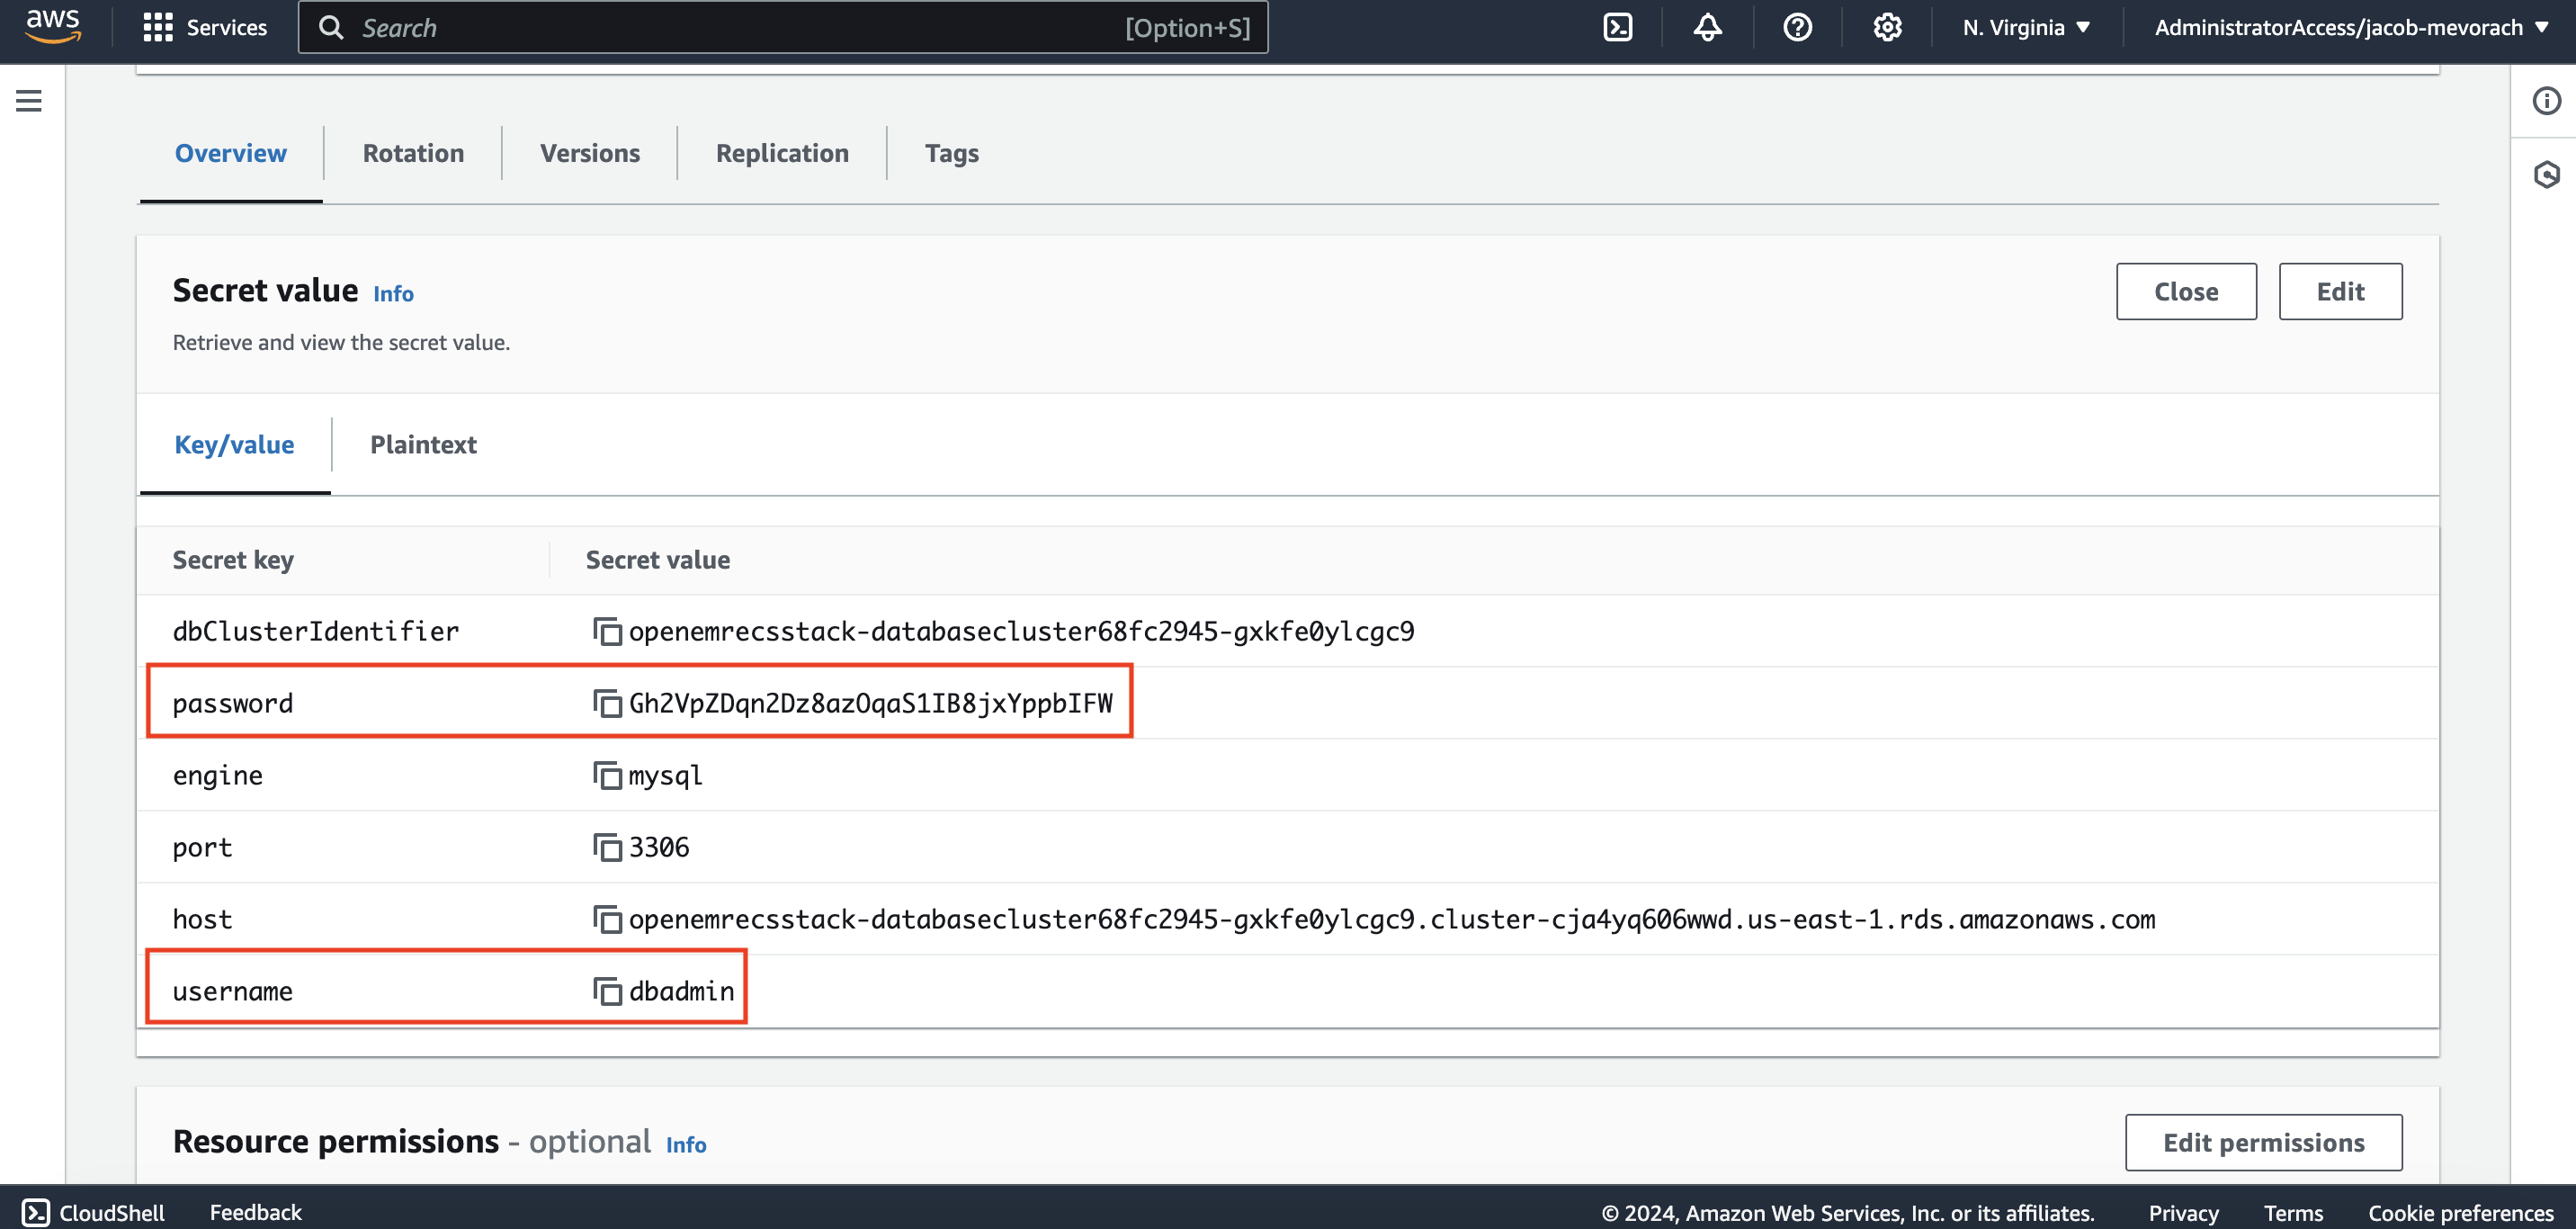 aws Services Search [Option+S] N. Virginia ▼ AdministratorAccess/jacob-mevorach ▼
Overview Rotation Versions Replication Tags
Secret value Info Close Edit
Retrieve and view the secret value.
Key/value Plaintext
Secret key Secret value
dbClusterIdentifier openemrecsstack-databasecluster68fc2945-gxkfe0ylcgc9
password Gh2VpZDqn2Dz8azOqaS1IB8jxYppbIFW
engine mysql
port 3306
host openemrecsstack-databasecluster68fc2945-gxkfe0ylcgc9.cluster-cja4yq606wwd.us-east-1.rds.amazonaws.com
username dbadmin
Resource permissions - optional Info Edit permissions
CloudShell Feedback © 2024, Amazon Web Services, Inc. or its affiliates. Privacy Terms Cookie preferences